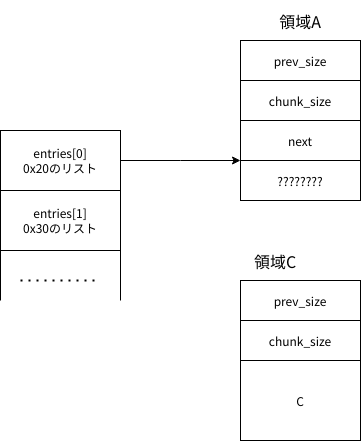 領域A
prev_size
chunk_size
next
????????
entries[0]
0x20のリスト
entries[1]
0x30のリスト
..........
領域C
prev_size
chunk_size
C